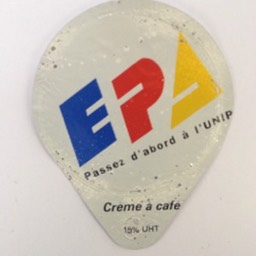 EPA
Passez d'abord à l'UNIP
Creme à cafe
15% UHT